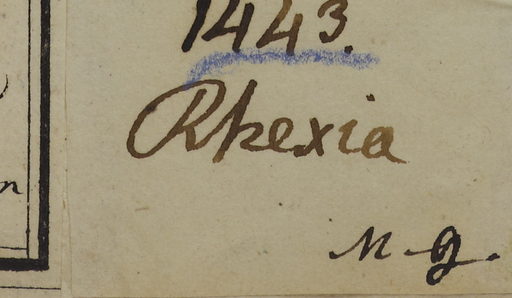 1443.
Rhexia
M-g.
n